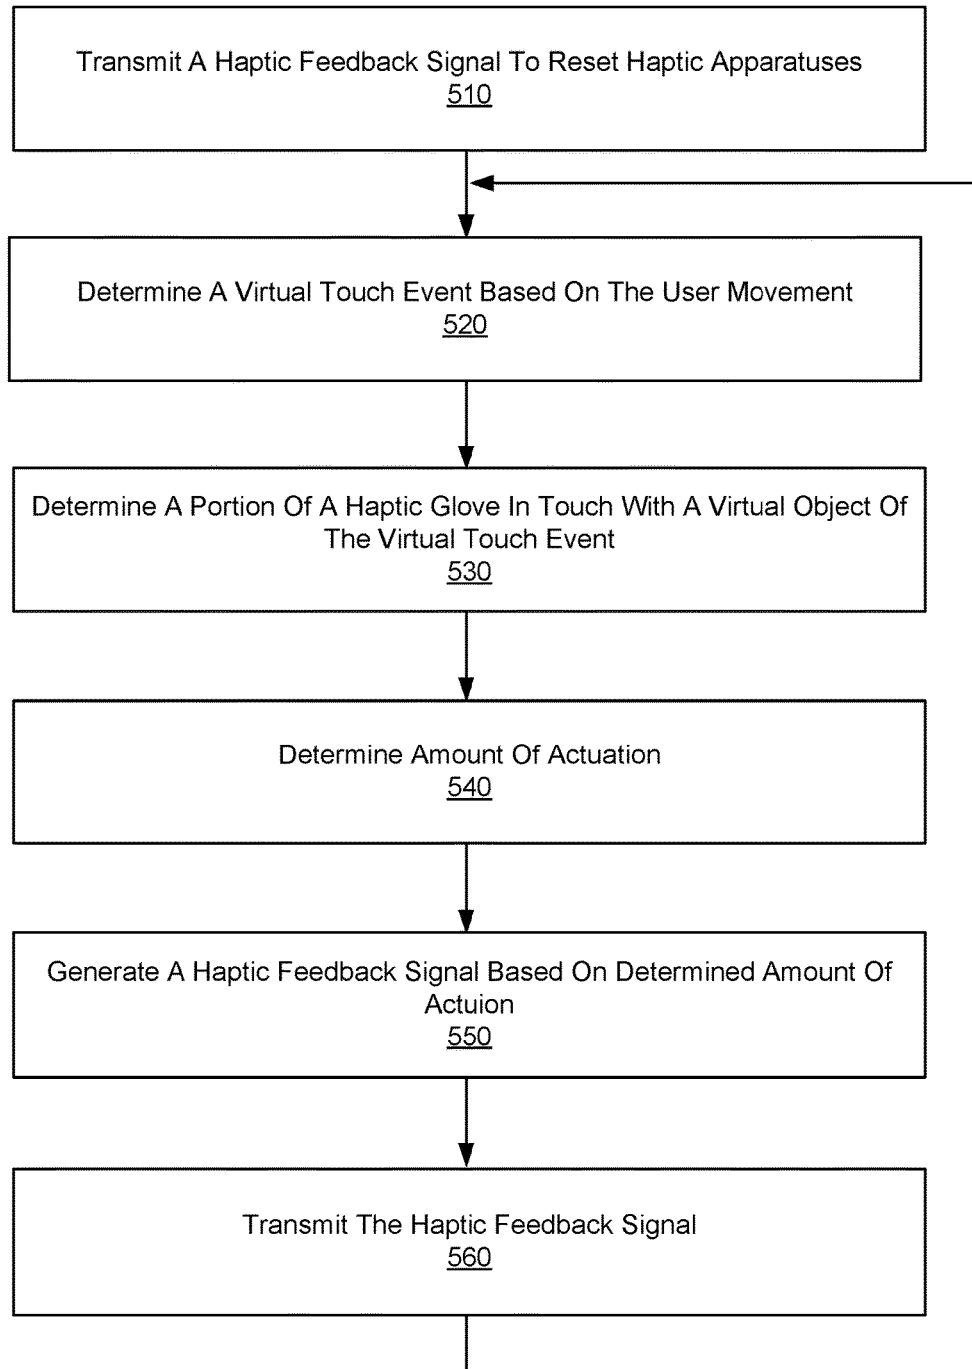 Transmit A Haptic Feedback Signal To Reset Haptic Apparatuses
510
Determine A Virtual Touch Event Based On The User Movement
520
Determine A Portion Of A Haptic Glove In Touch With A Virtual Object Of
The Virtual Touch Event
530
Determine Amount Of Actuation
540
Generate A Haptic Feedback Signal Based On Determined Amount Of
Actuion
550
Transmit The Haptic Feedback Signal
560